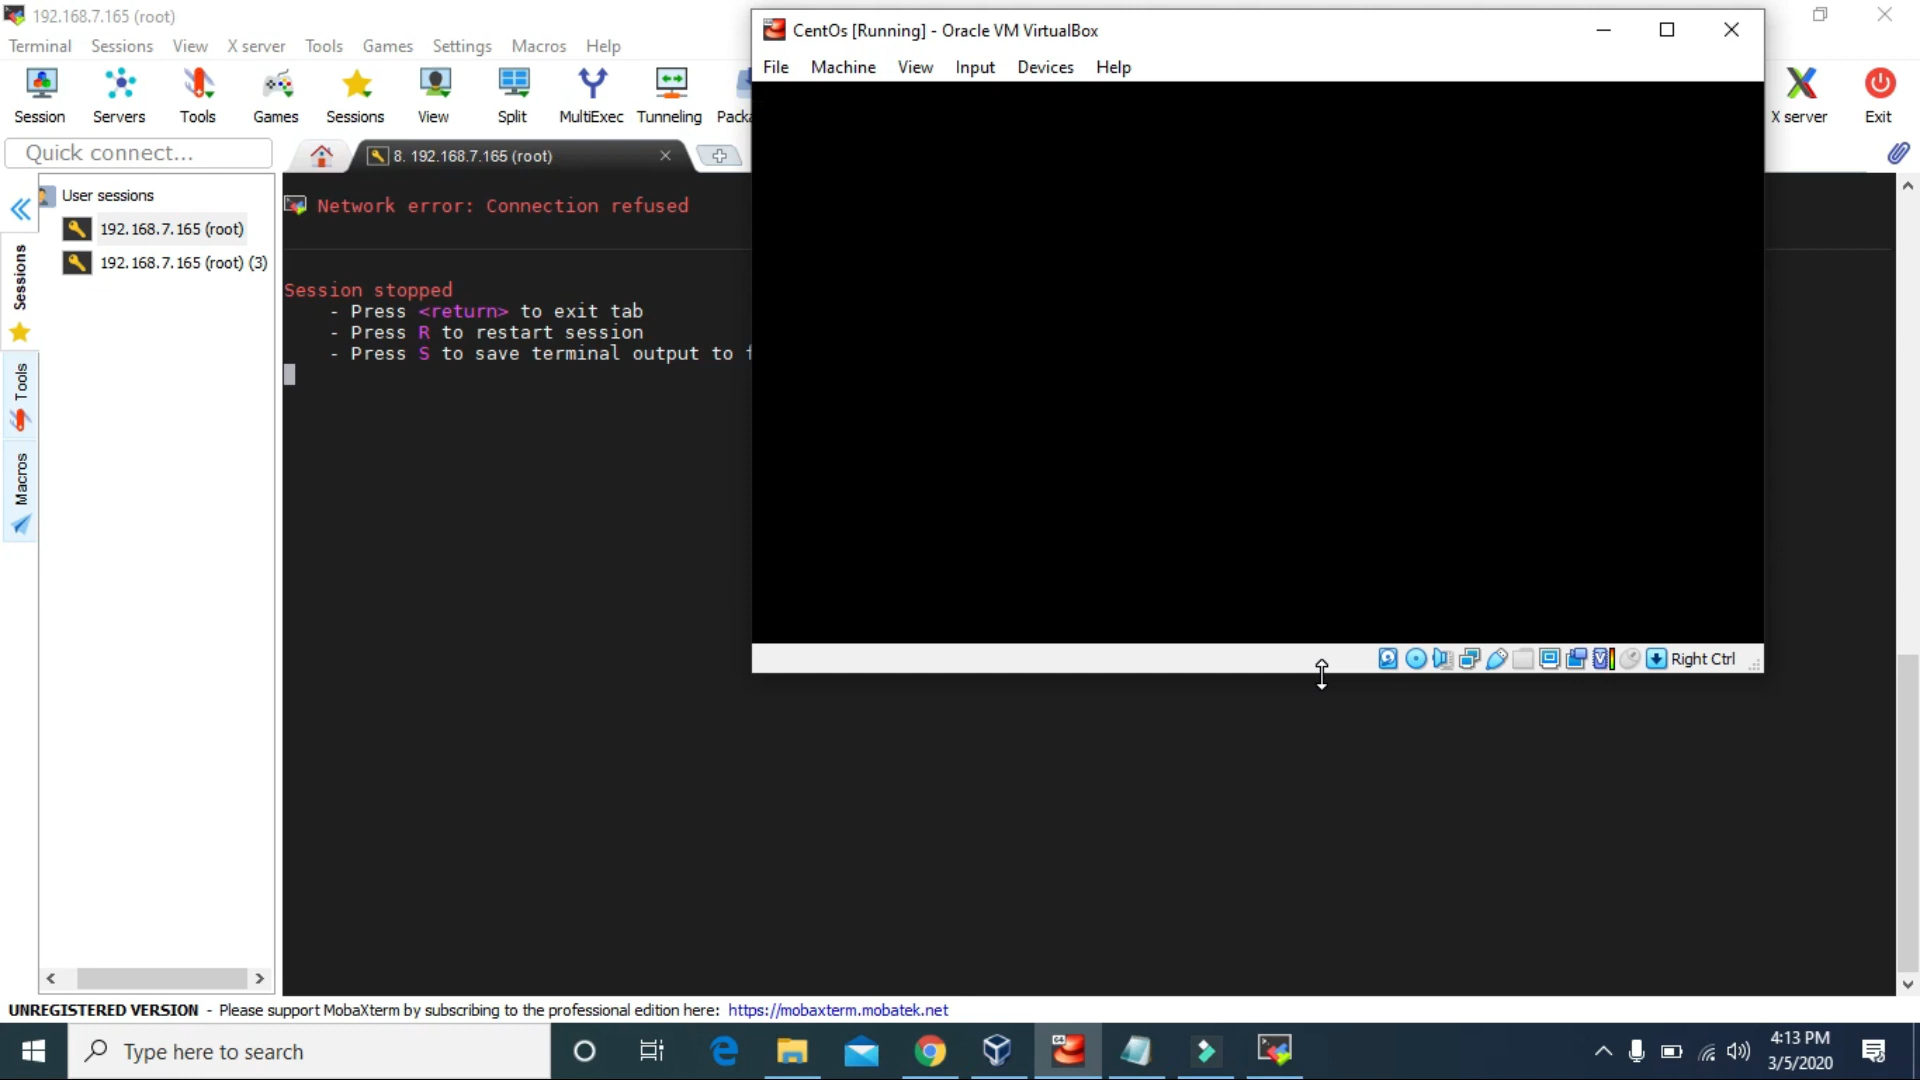 192.168.7.165 (root)
Terminal Sessions View X server Tools Games Settings Macros Help
Session Servers Tools Games Sessions View Split MultiExec Tunneling Packa
X server Exit
Quick connect...
8. 192.168.7.165 (root)
User sessions
192.168.7.165 (root)
192.168.7.165 (root) (3)
Sessions
Tools
Macros
Network error: Connection refused
Session stopped
- Press <return> to exit tab
- Press R to restart session
- Press S to save terminal output to f
CentOs [Running] - Oracle VM VirtualBox
File Machine View Input Devices Help
Right Ctrl
UNREGISTERED VERSION - Please support MobaXterm by subscribing to the professional edition here: https://mobaxterm.mobatek.net
Type here to search
4:13 PM
3/5/2020